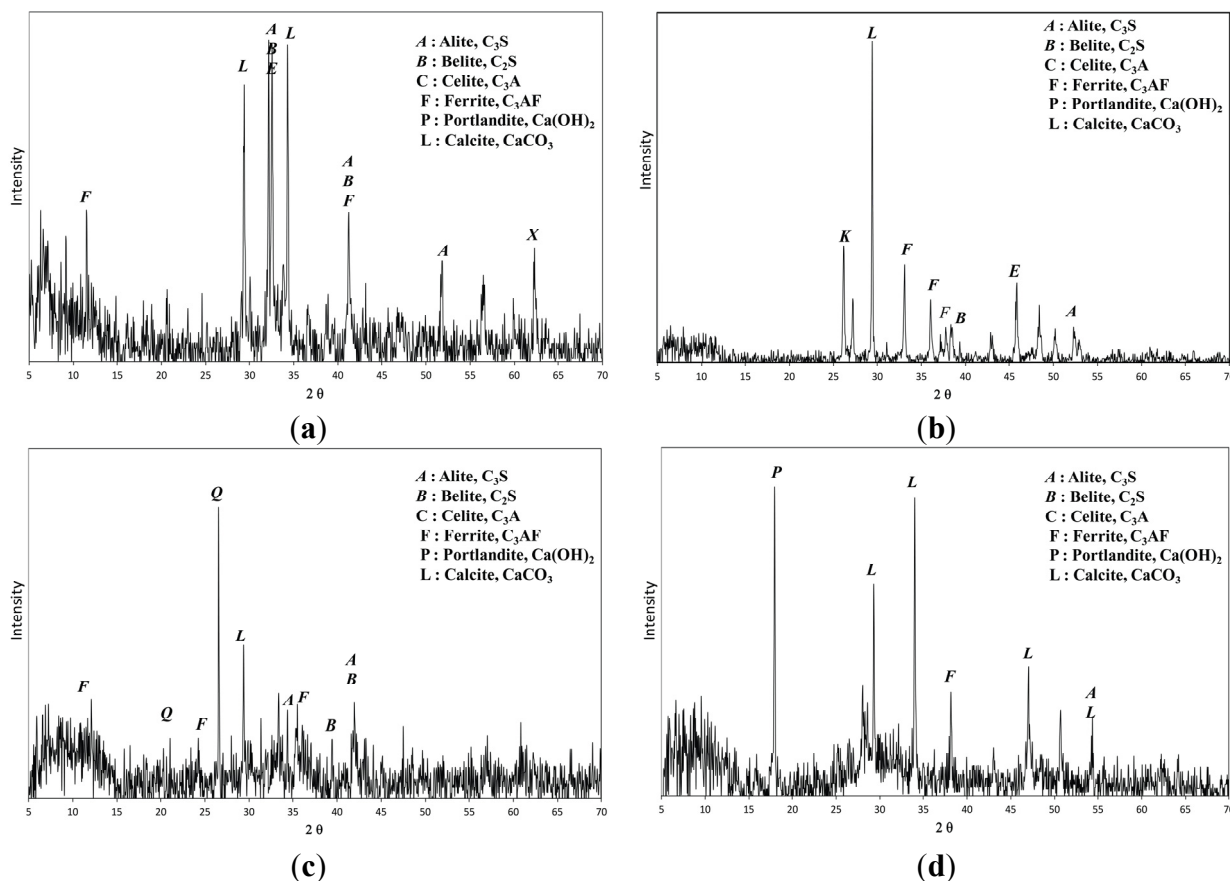 A
B
E
L
L
A : Alite, C₃S
B : Belite, C₂S
C : Celite, C₃A
F : Ferrite, C₃AF
P : Portlandite, Ca(OH)₂
L : Calcite, CaCO₃
A
B
F
F
A
X
Intensity
5 10 15 20 25 30 35 40 45 50 55 60 65 70
2 θ
(a)
L
A : Alite, C₃S
B : Belite, C₂S
C : Celite, C₃A
F : Ferrite, C₃AF
P : Portlandite, Ca(OH)₂
L : Calcite, CaCO₃
K
F
F
F
B
E
A
Intensity
5 10 15 20 25 30 35 40 45 50 55 60 65 70
2 θ
(b)
Q
A : Alite, C₃S
B : Belite, C₂S
C : Celite, C₃A
F : Ferrite, C₃AF
P : Portlandite, Ca(OH)₂
L : Calcite, CaCO₃
L
F
Q
F
A
F
B
A
B
Intensity
5 10 15 20 25 30 35 40 45 50 55 60 65 70
2 θ
(c)
P
L
L
A : Alite, C₃S
B : Belite, C₂S
C : Celite, C₃A
F : Ferrite, C₃AF
P : Portlandite, Ca(OH)₂
L : Calcite, CaCO₃
F
L
A
L
Intensity
5 10 15 20 25 30 35 40 45 50 55 60 65 70
2 θ
(d)